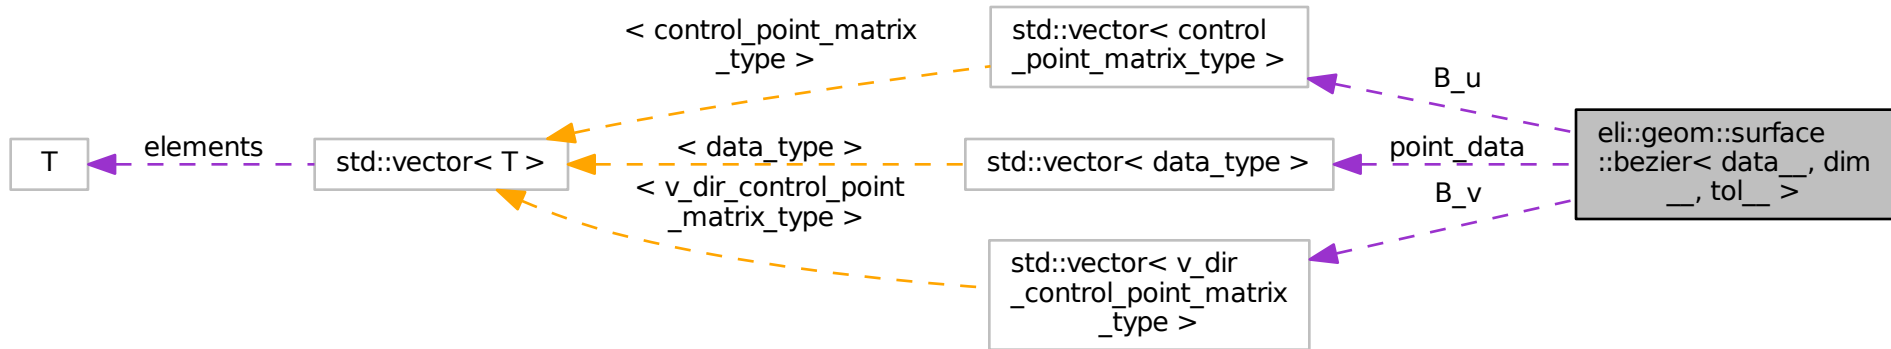 T
elements
std::vector< T >
< control_point_matrix
_type >
< data_type >
< v_dir_control_point
_matrix_type >
std::vector< control
_point_matrix_type >
std::vector< data_type >
std::vector< v_dir
_control_point_matrix
_type >
B_u
point_data
B_v
eli::geom::surface
::bezier< data__, dim
__, tol__ >